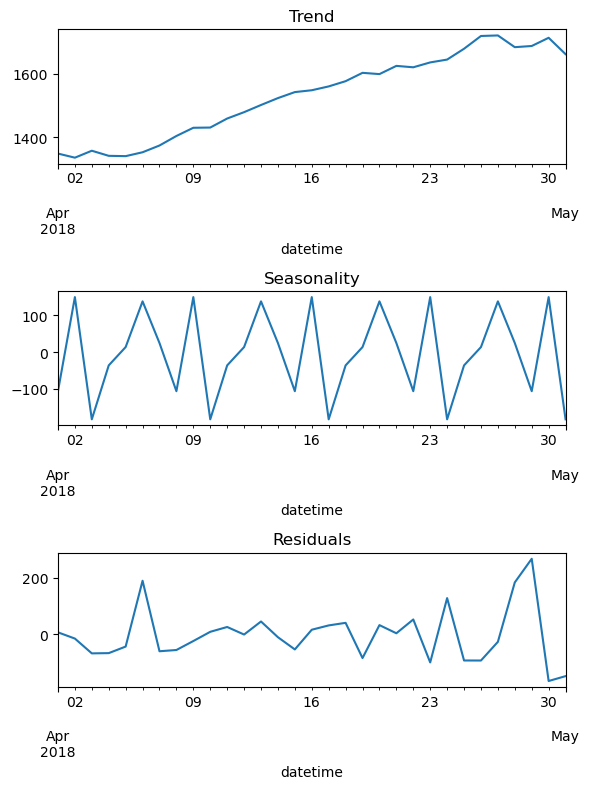 Trend
1600
1400
02 09 16 23 30
Apr May
2018
datetime
Seasonality
100
0
−100
02 09 16 23 30
Apr May
2018
datetime
Residuals
200
0
02 09 16 23 30
Apr May
2018
datetime